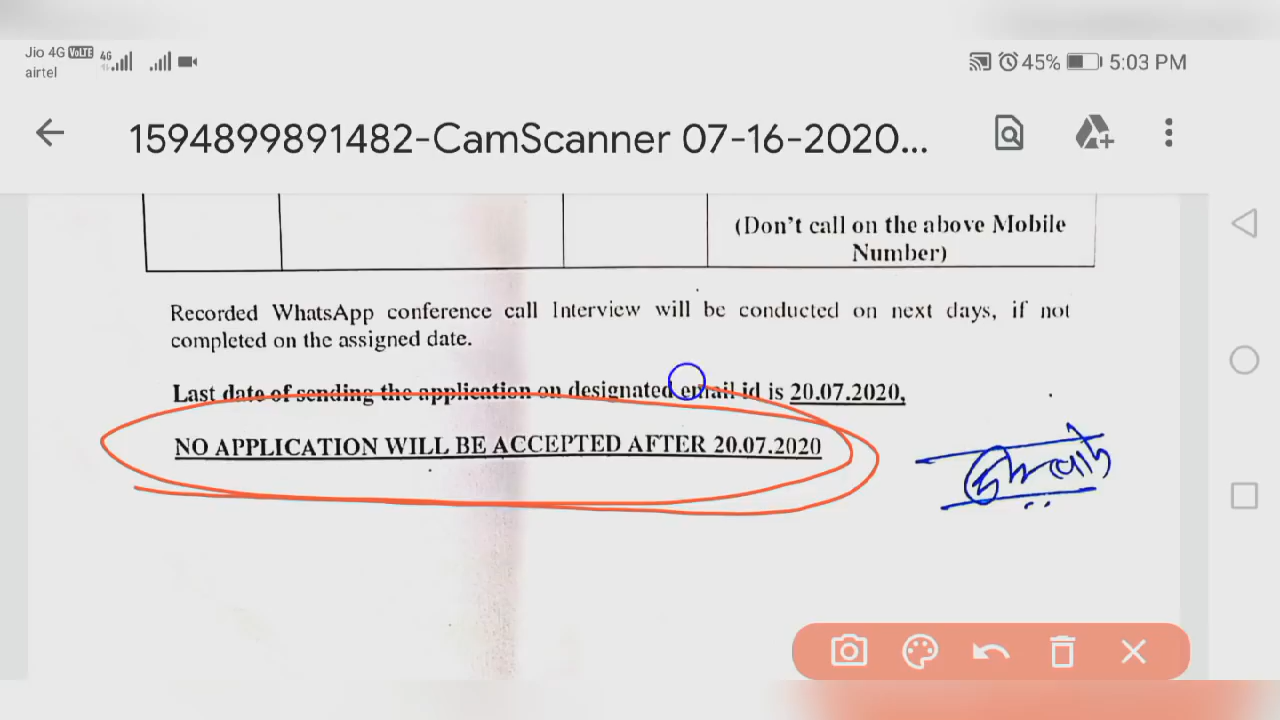 Jio 4G VoLTE 4G 45% 5:03 PM
airtel
1594899891482-CamScanner 07-16-2020...
(Don't call on the above Mobile
Number)
Recorded WhatsApp conference call Interview will be conducted on next days, if not
completed on the assigned date.
Last date of sending the application on designated email id is 20.07.2020,
NO APPLICATION WILL BE ACCEPTED AFTER 20.07.2020